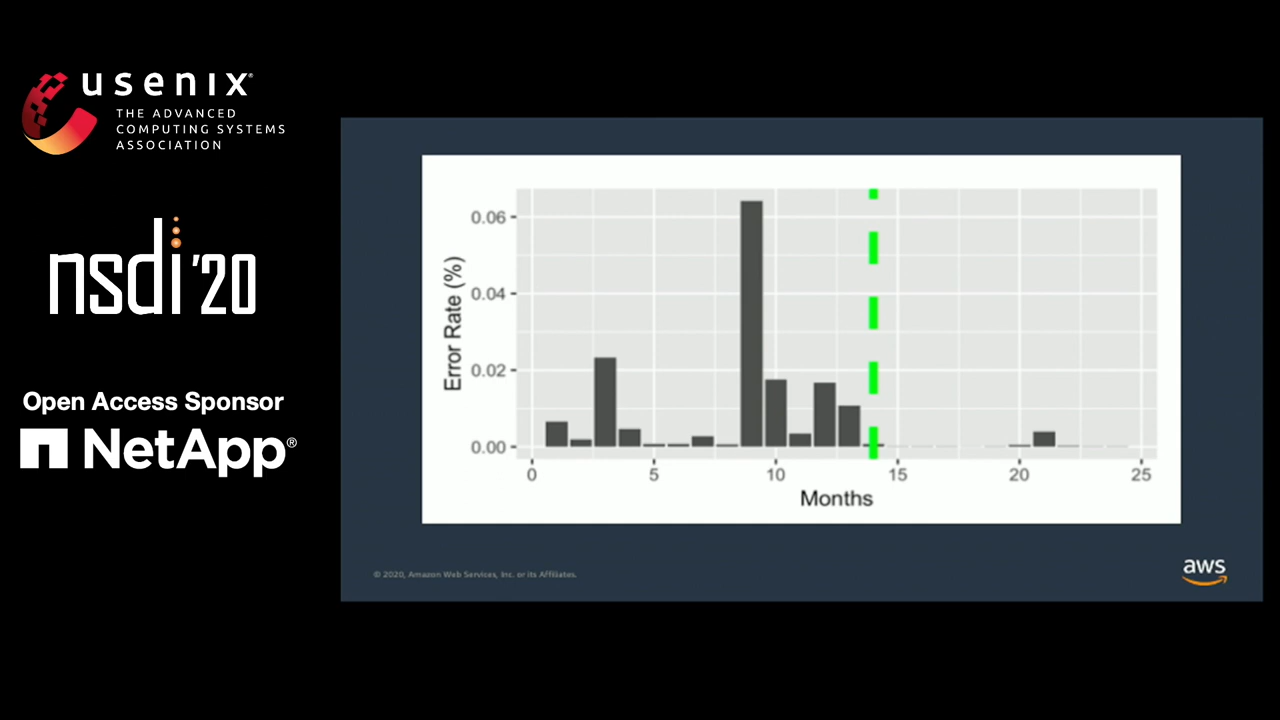 usenix®
THE ADVANCED
COMPUTING SYSTEMS
ASSOCIATION
nsdi '20
Open Access Sponsor
NetApp®
Error Rate (%)
0.06
0.04
0.02
0.00
0 5 10 15 20 25
Months
© 2020, Amazon Web Services, Inc. or its Affiliates.
aws